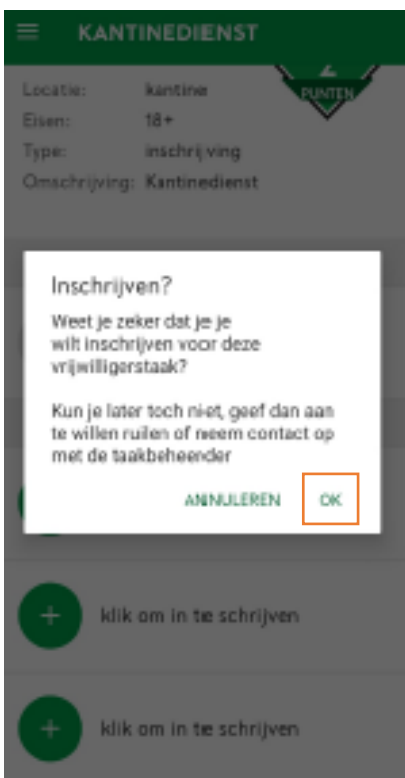 KANTINEDIENST
PUNTEN
Locatie: kantine
Eisen: 18+
Type: inschrijving
Omschrijving: Kantinedienst
Inschrijven?
Weet je zeker dat je je
wilt inschrijven voor deze
vrijwilligerstaak?
Kun je later toch niet, geef dan aan
te willen ruilen of neem contact op
met de taakbeheender
ANNULEREN OK
klik om in te schrijven
klik om in te schrijven